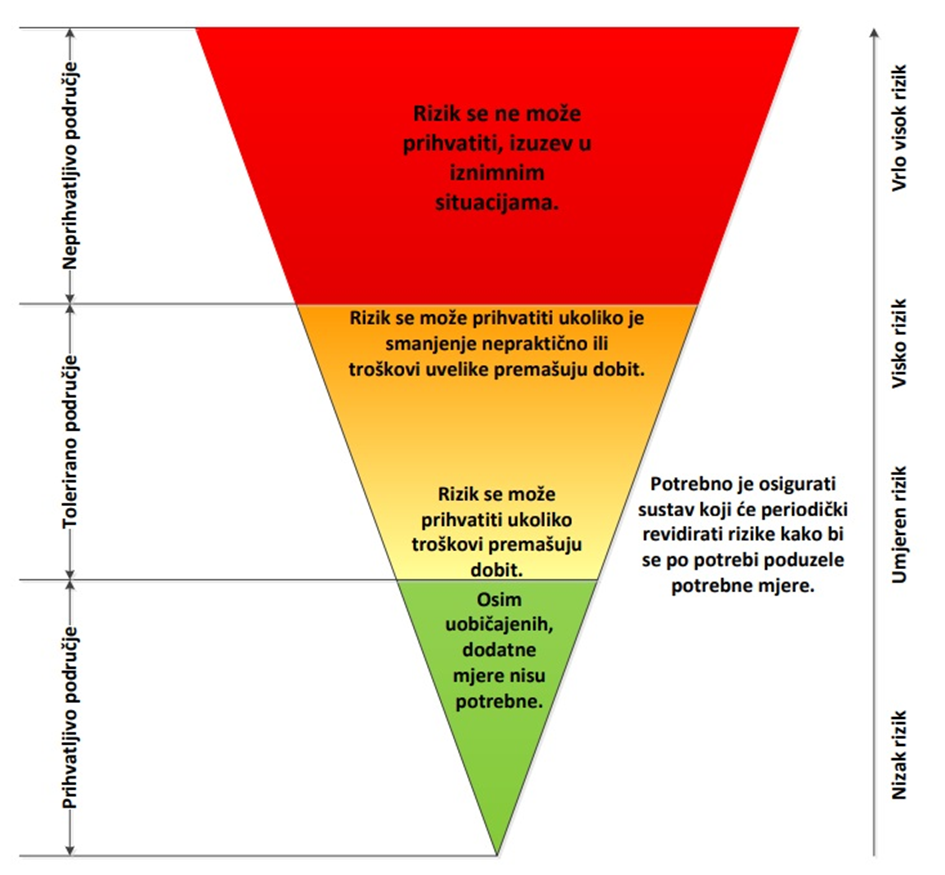 Neprihvatljivo područje
Rizik se ne može
prihvatiti, izuzev u
iznimnim
situacijama.
Vrlo visok rizik
Tolerirano područje
Rizik se može prihvatiti ukoliko je
smanjenje nepraktično ili
troškovi uvelike premašuju dobit.
Visko rizik
Rizik se može
prihvatiti ukoliko
troškovi premašuju
dobit.
Potrebno je osigurati
sustav koji će periodički
revidirati rizike kako bi
se po potrebi poduzele
potrebne mjere.
Umjeren rizik
Prihvatljivo područje
Osim
uobičajenih,
dodatne
mjere nisu
potrebne.
Nizak rizik